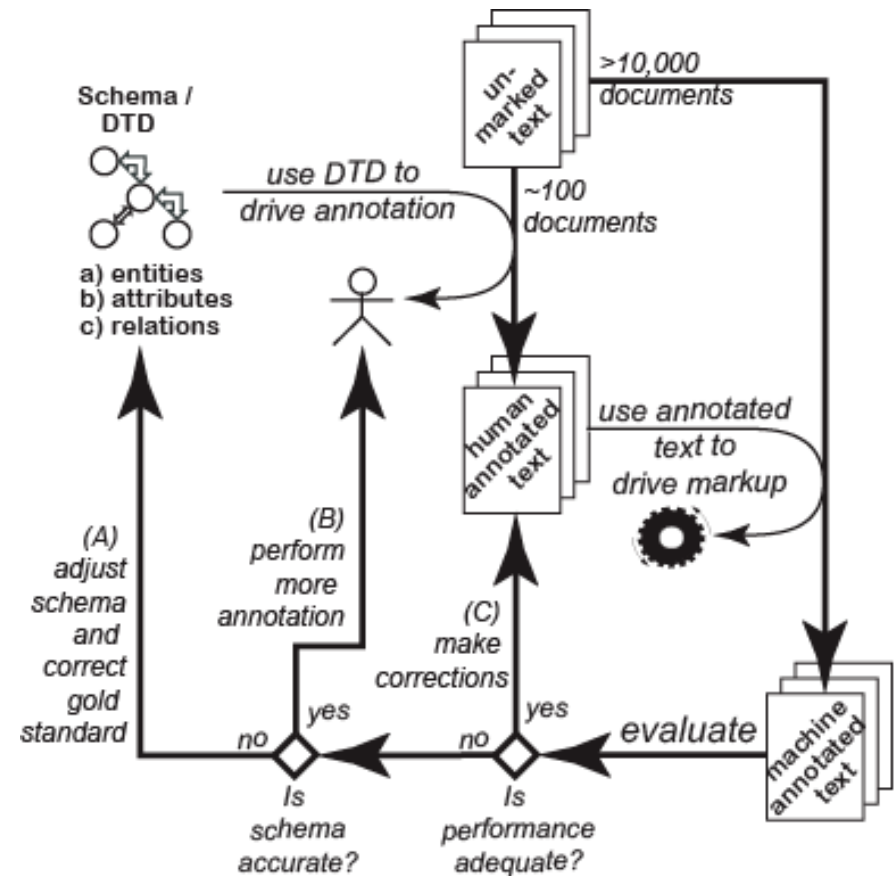 Schema /
DTD
a) entities
b) attributes
c) relations
use DTD to
drive annotation
un-
marked
text
>10,000
documents
~100
documents
human
annotated
text
use annotated
text to
drive markup
(A)
adjust
schema
and
correct
gold
standard
(B)
perform
more
annotation
(C)
make
corrections
machine
annotated
text
evaluate
yes
no
Is
performance
adequate?
yes
no
Is
schema
accurate?